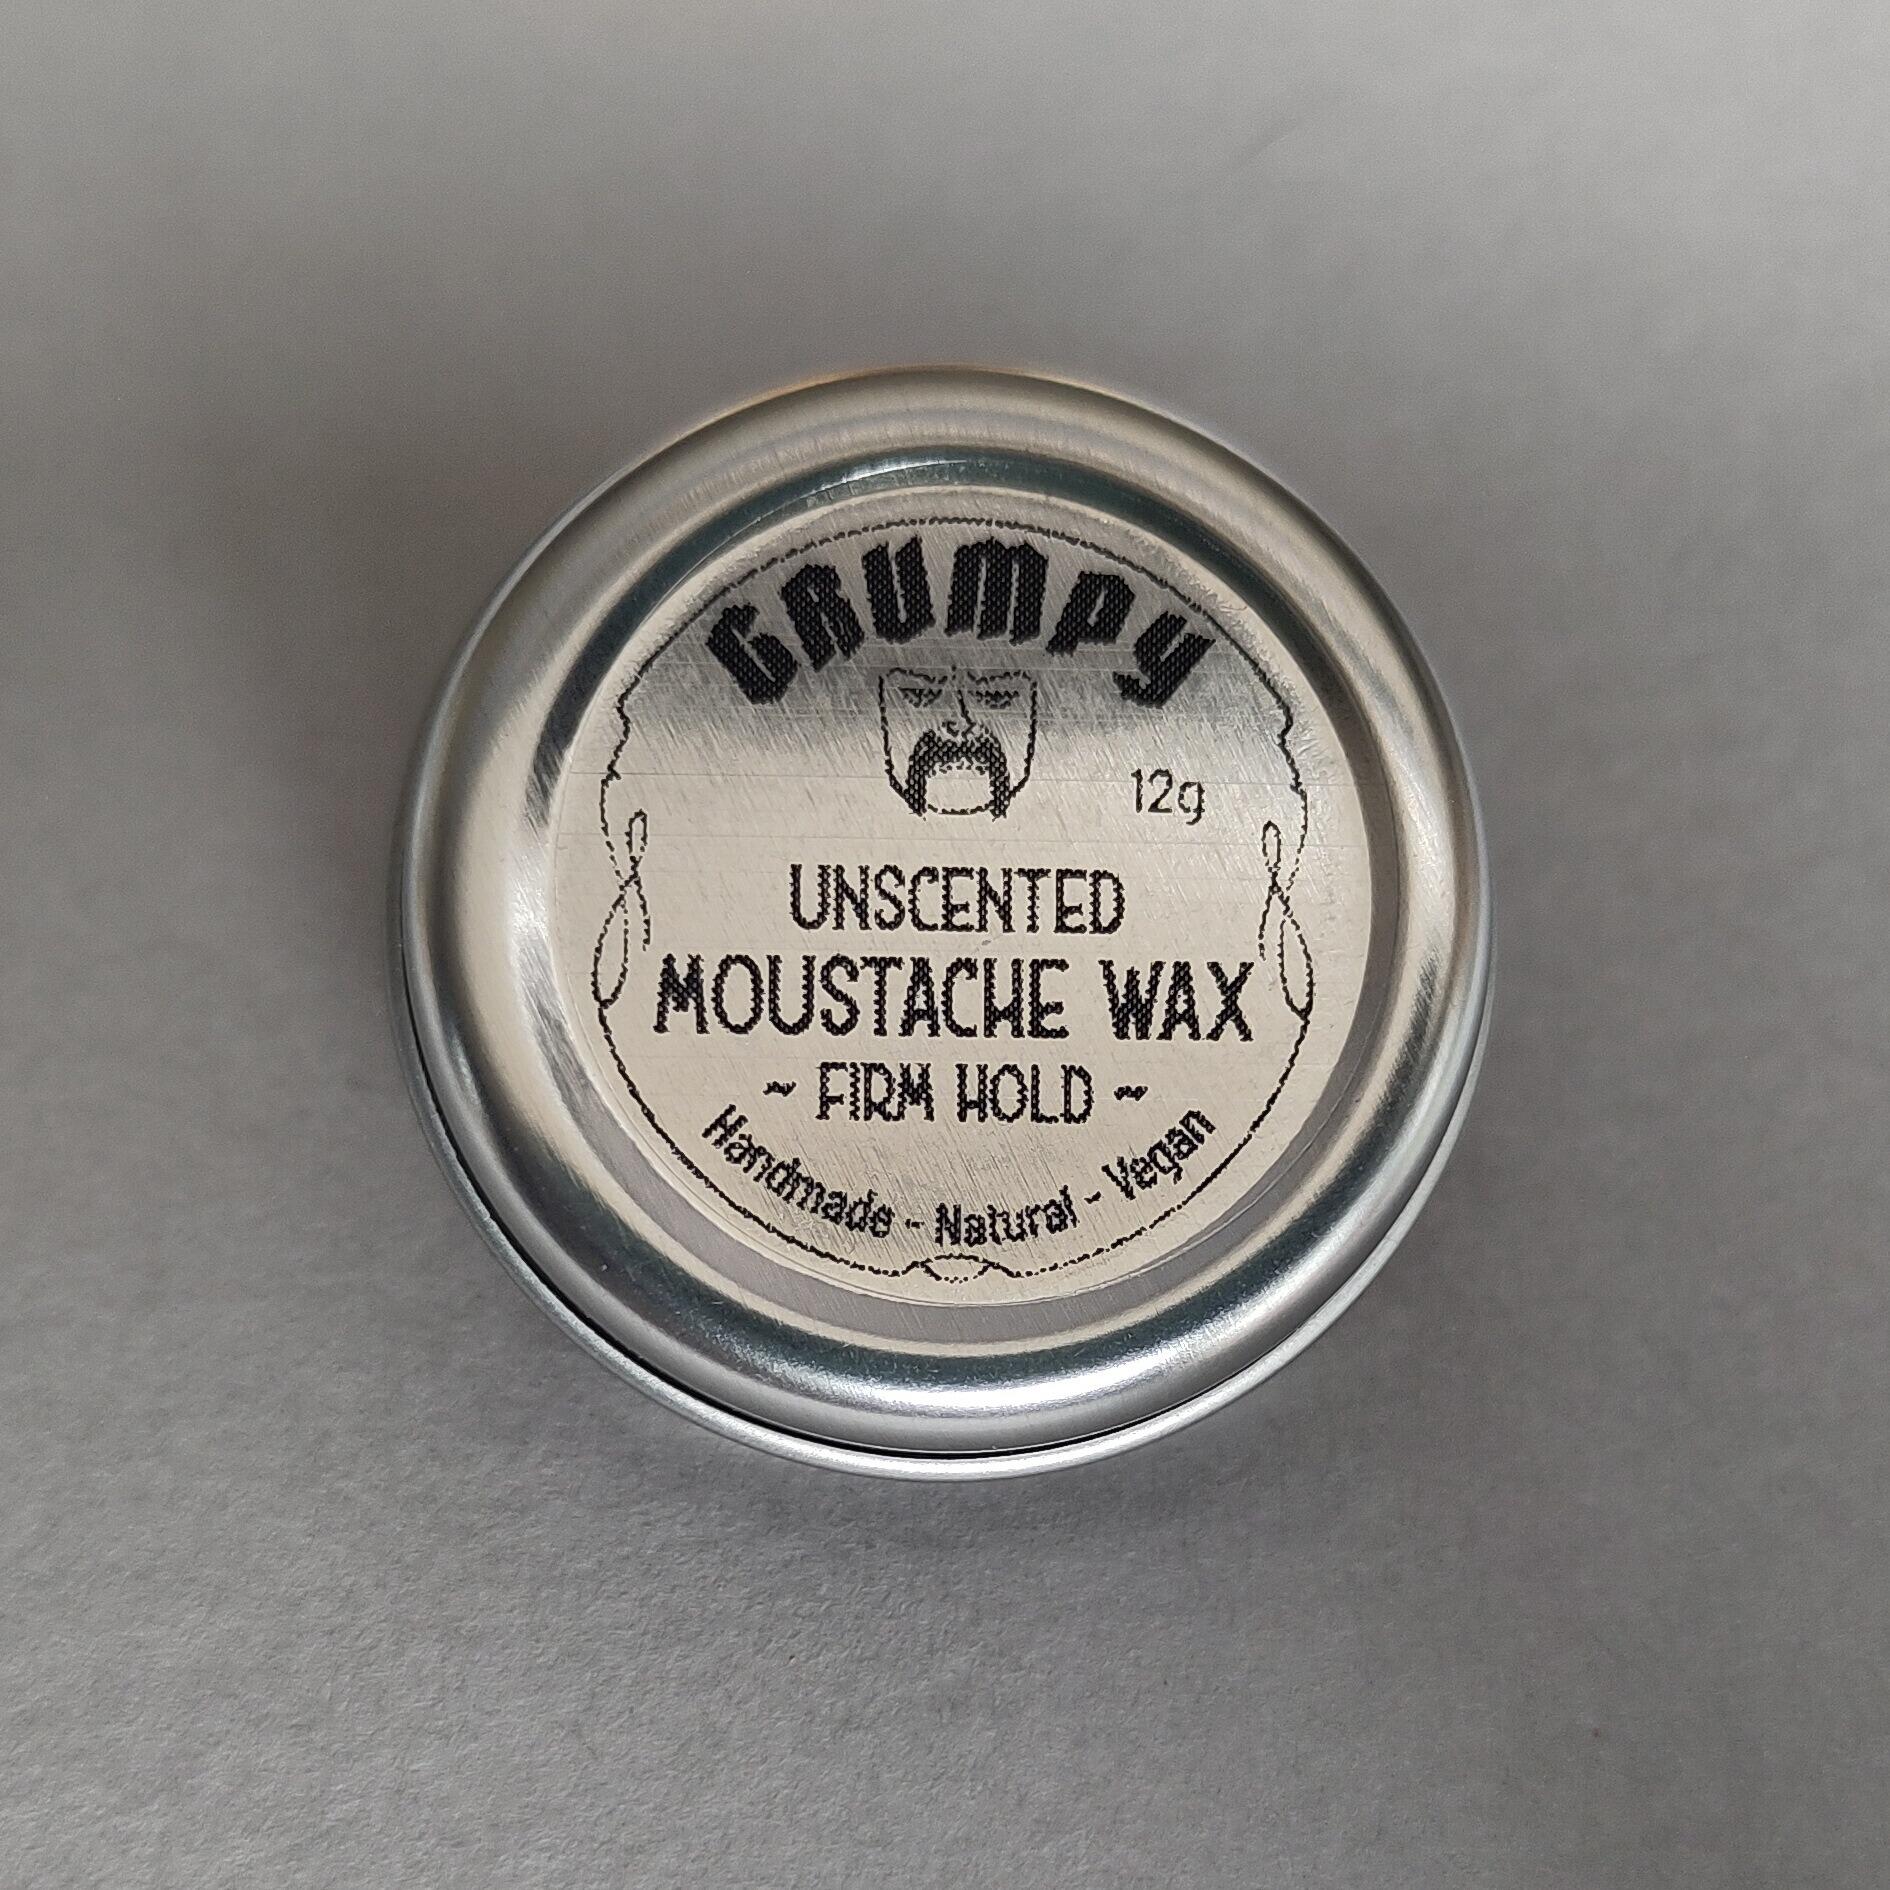 GRUMPY
12g
UNSCENTED
MOUSTACHE WAX
~ FIRM HOLD ~
Handmade - Natural - Vegan